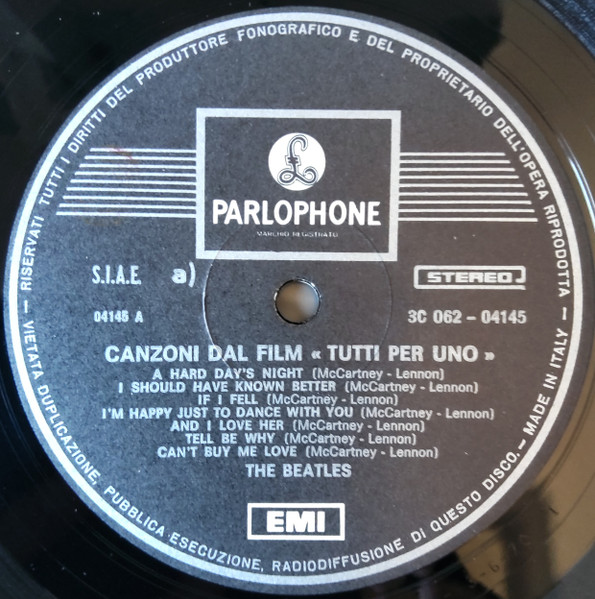 — RISERVATI TUTTI I DIRITTI DEL PRODUTTORE FONOGRAFICO E DEL PROPRIETARIO DELL'OPERA RIPRODOTTA
— VIETATA DUPLICAZIONE, PUBBLICA ESECUZIONE, RADIODIFFUSIONE DI QUESTO DISCO. — MADE IN ITALY —
£
PARLOPHONE
MARCHIO REGISTRATO
S.I.A.E. a) STEREO
04145 A 3C 062 - 04145
CANZONI DAL FILM « TUTTI PER UNO »
A HARD DAY'S NIGHT (McCartney - Lennon)
I SHOULD HAVE KNOWN BETTER (McCartney - Lennon)
IF I FELL (McCartney - Lennon)
I'M HAPPY JUST TO DANCE WITH YOU (McCartney - Lennon)
AND I LOVE HER (McCartney - Lennon)
TELL BE WHY (McCartney - Lennon)
CAN'T BUY ME LOVE (McCartney - Lennon)
THE BEATLES
EMI